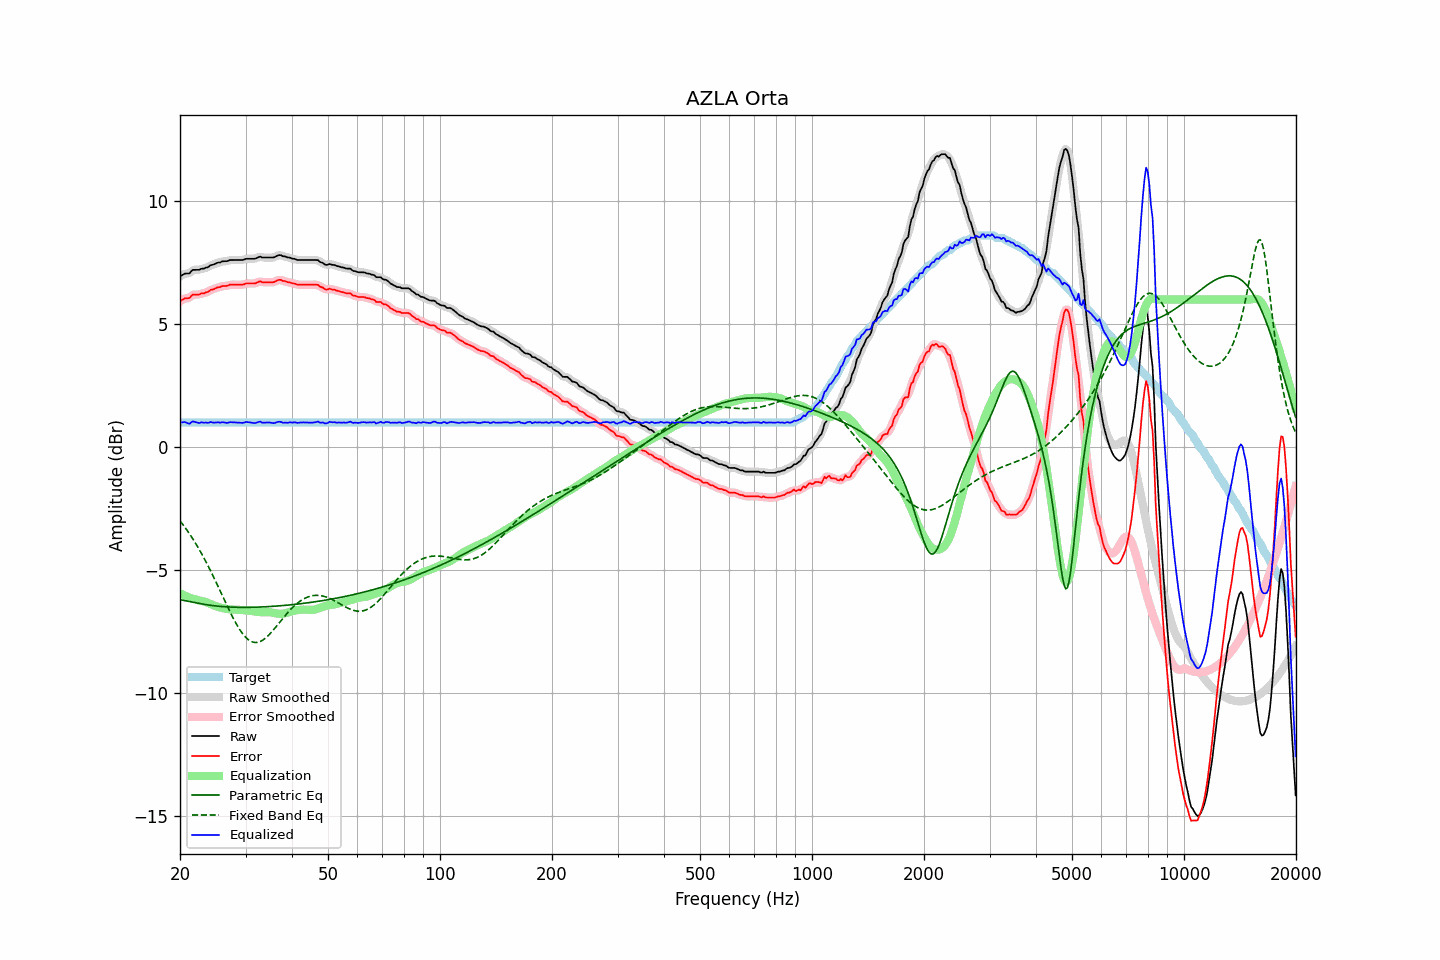 AZLA Orta
Amplitude (dBr)
10
5
0
−5
−10
−15
Target
Raw Smoothed
Error Smoothed
Raw
Error
Equalization
Parametric Eq
Fixed Band Eq
Equalized
20 50 100 200 500 1000 2000 5000 10000 20000
Frequency (Hz)